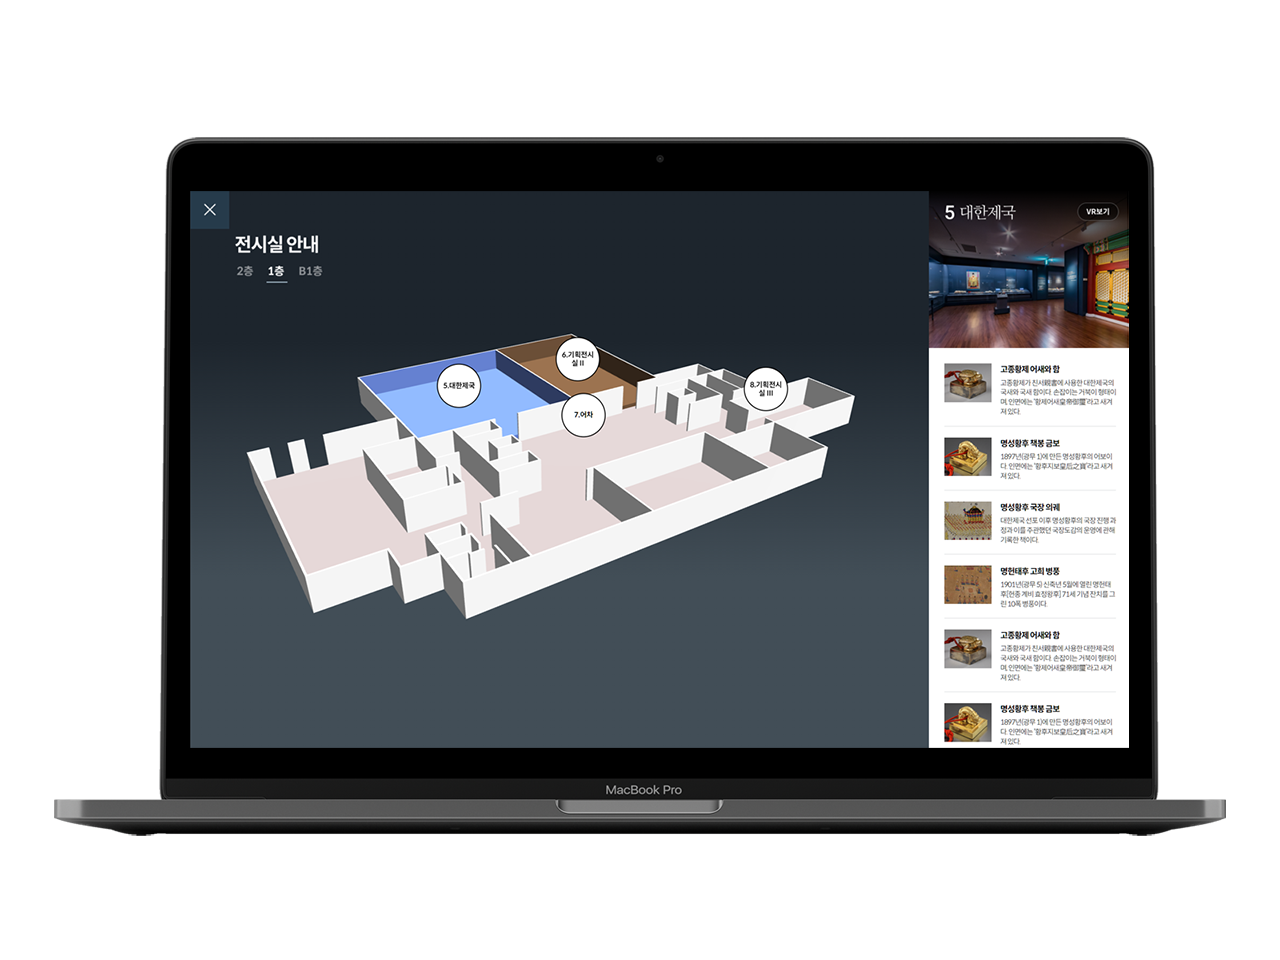 전시실 안내
2층 1층 B1층
5.대한제국
6.기획전시
실 II
7.어차
8.기획전시
실 III
5 대한제국
VR보기
고종황제 어새와 함
고종황제가 친서親書에 사용한 대한제국의
국새와 국새 함이다. 손잡이는 거북이 형태이
며, 인면에는 '황제어새皇帝御璽'라고 새겨
져 있다.
명성황후 책봉 금보
1897년(광무 1)에 만든 명성황후의 어보이
다. 인면에는 '황후지보皇后之寶'라고 새겨
져 있다.
명성황후 국장 의궤
대한제국 선포 이후 명성황후의 국장 진행 과
정과 이를 주관했던 국장도감의 운영에 관해
기록한 책이다.
명헌태후 고희 병풍
1901년(광무 5) 신축년 5월에 열린 명헌태
후[헌종 계비 효정왕후] 71세 기념 잔치를 그
린 10폭 병풍이다.
고종황제 어새와 함
고종황제가 친서親書에 사용한 대한제국의
국새와 국새 함이다. 손잡이는 거북이 형태이
며, 인면에는 '황제어새皇帝御璽'라고 새겨
져 있다.
명성황후 책봉 금보
1897년(광무 1)에 만든 명성황후의 어보이
다. 인면에는 '황후지보皇后之寶'라고 새겨
져 있다.
MacBook Pro